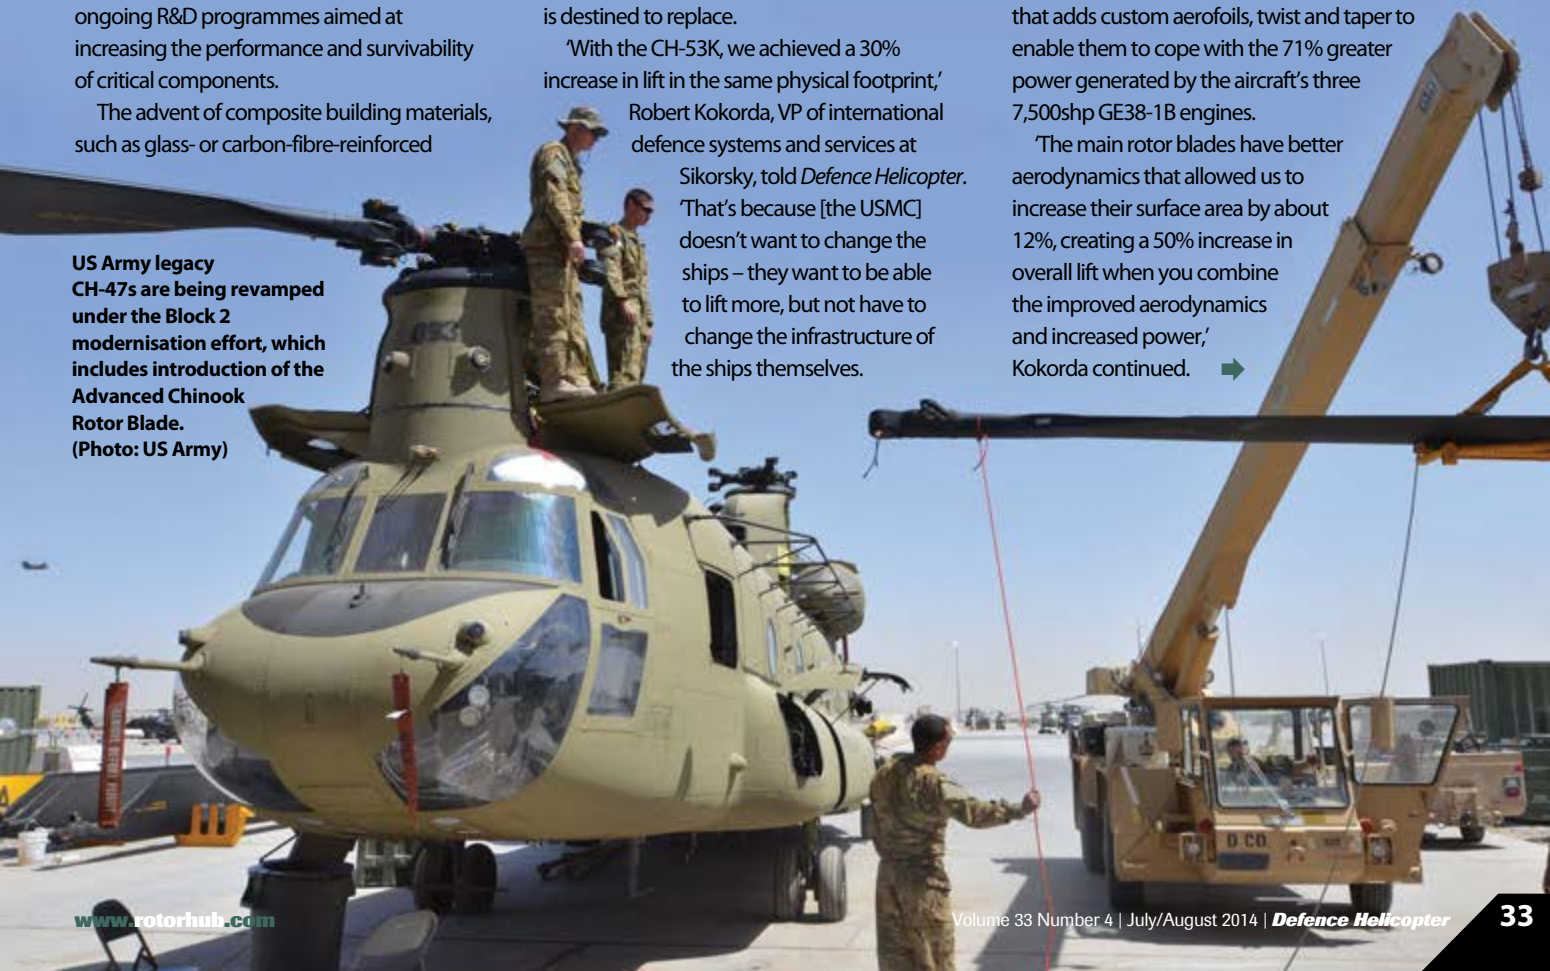 ongoing R&D programmes aimed at
increasing the performance and survivability
of critical components.
The advent of composite building materials,
such as glass- or carbon-fibre-reinforced
is destined to replace.
‘With the CH-53K, we achieved a 30%
increase in lift in the same physical footprint,’
Robert Kokorda, VP of international
defence systems and services at
Sikorsky, told Defence Helicopter.
‘That’s because [the USMC]
doesn’t want to change the
ships – they want to be able
to lift more, but not have to
change the infrastructure of
the ships themselves.
that adds custom aerofoils, twist and taper to
enable them to cope with the 71% greater
power generated by the aircraft’s three
7,500shp GE38-1B engines.
‘The main rotor blades have better
aerodynamics that allowed us to
increase their surface area by about
12%, creating a 50% increase in
overall lift when you combine
the improved aerodynamics
and increased power,’
Kokorda continued.
US Army legacy
CH-47s are being revamped
under the Block 2
modernisation effort, which
includes introduction of the
Advanced Chinook
Rotor Blade.
(Photo: US Army)
D CO
www.rotorhub.com
Volume 33 Number 4 | July/August 2014 | Defence Helicopter
33